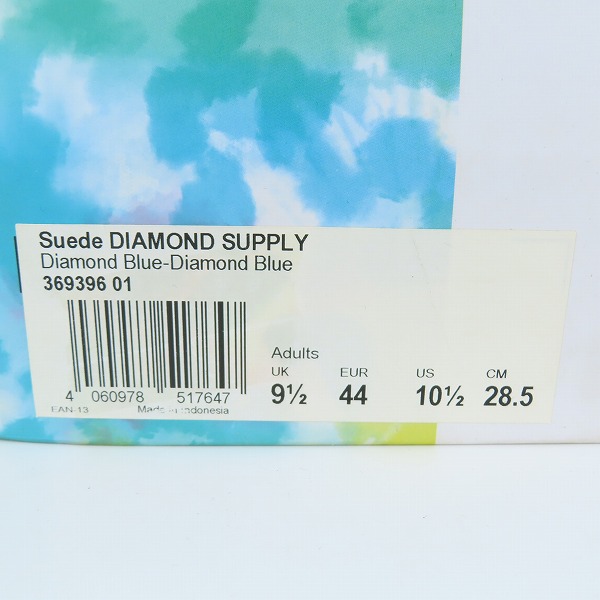 Suede DIAMOND SUPPLY
Diamond Blue-Diamond Blue
369396 01
Adults
UK EUR US CM
9½ 44 10½ 28.5
4 060978 517647
EAN-13 Made in Indonesia